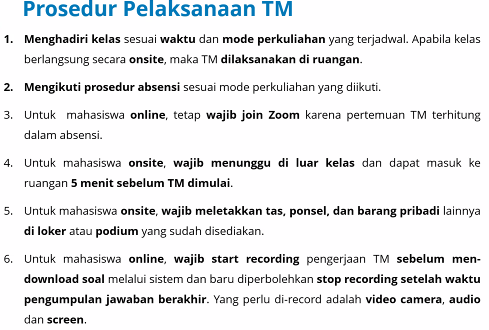 Prosedur Pelaksanaan TM
1. Menghadiri kelas sesuai waktu dan mode perkuliahan yang terjadwal. Apabila kelas
berlangsung secara onsite, maka TM dilaksanakan di ruangan.
2. Mengikuti prosedur absensi sesuai mode perkuliahan yang diikuti.
3. Untuk mahasiswa online, tetap wajib join Zoom karena pertemuan TM terhitung
dalam absensi.
4. Untuk mahasiswa onsite, wajib menunggu di luar kelas dan dapat masuk ke
ruangan 5 menit sebelum TM dimulai.
5. Untuk mahasiswa onsite, wajib meletakkan tas, ponsel, dan barang pribadi lainnya
di loker atau podium yang sudah disediakan.
6. Untuk mahasiswa online, wajib start recording pengerjaan TM sebelum men-
download soal melalui sistem dan baru diperbolehkan stop recording setelah waktu
pengumpulan jawaban berakhir. Yang perlu di-record adalah video camera, audio
dan screen.